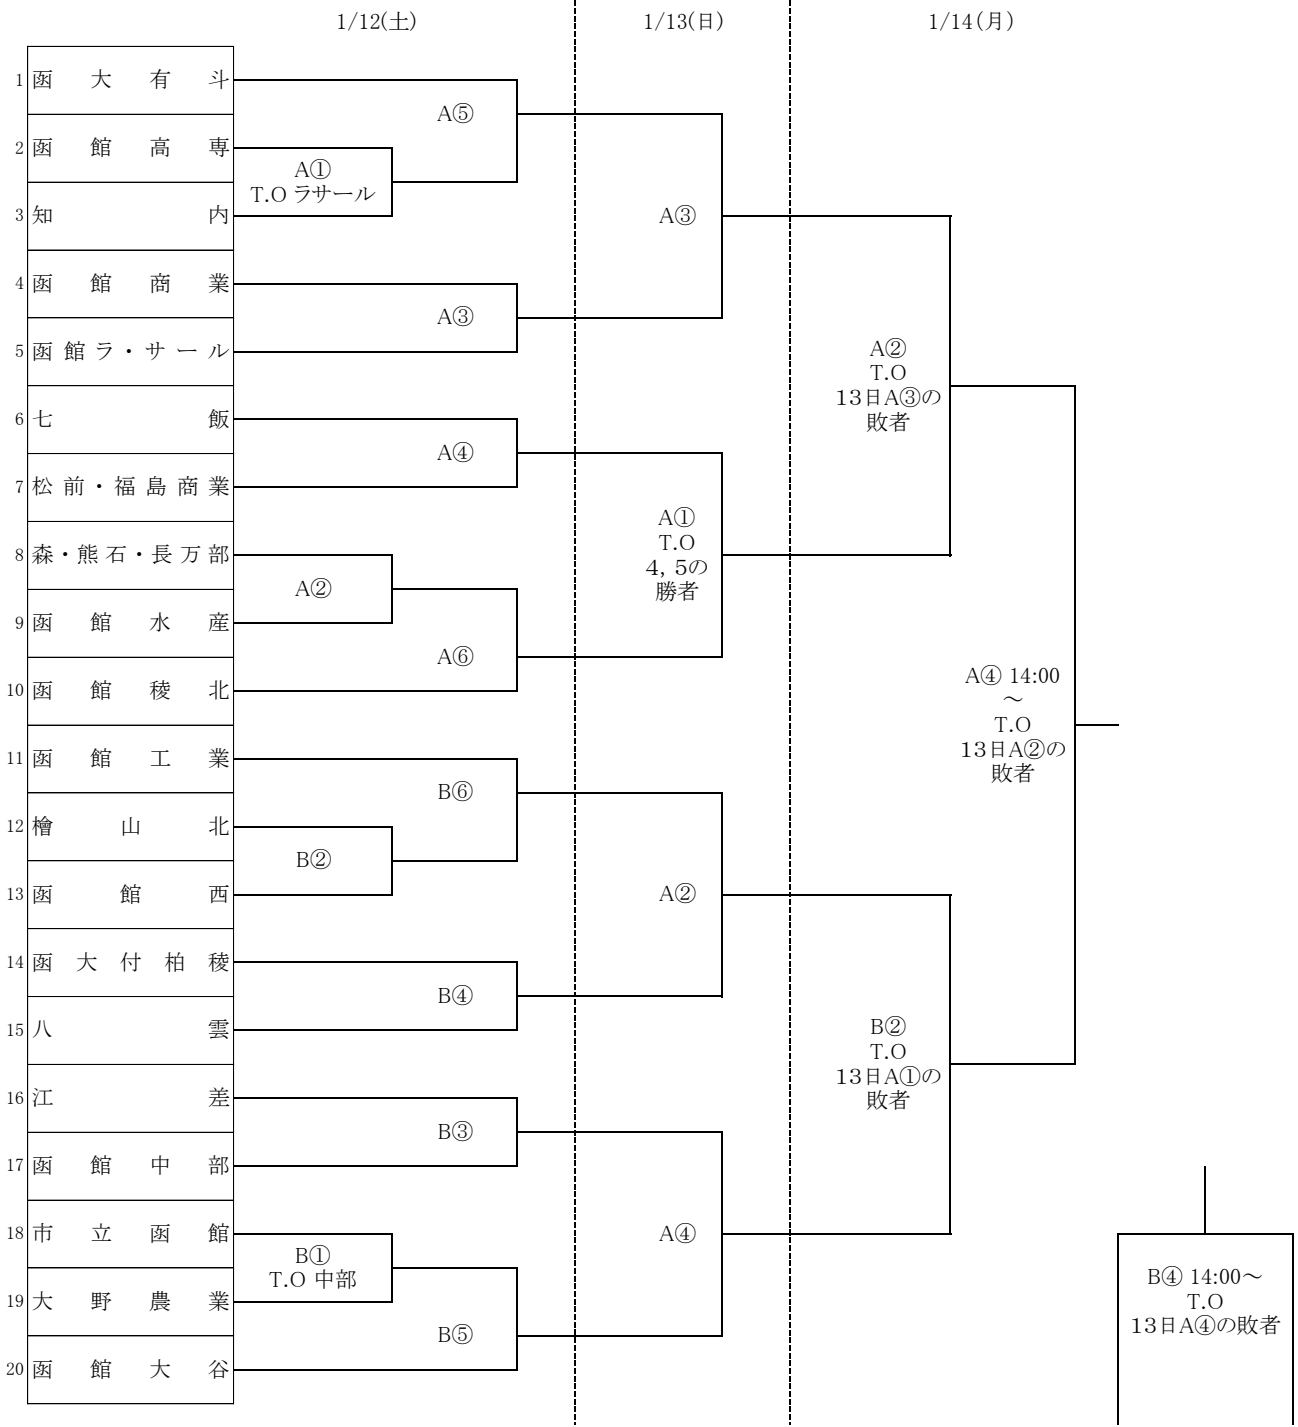 1/12(土)
1/13(日)
1/14(月)
1 函大有斗
2 函館高専
3 知内
4 函館商業
5 函館ラ・サール
6 七飯
7 松前・福島商業
8 森・熊石・長万部
9 函館水産
10 函館稜北
11 函館工業
12 檜山北
13 函館西
14 函大付柏稜
15 八雲
16 江差
17 函館中部
18 市立函館
19 大野農業
20 函館大谷
A①
T.O ラサール
A②
B②
B①
T.O 中部
A⑤
A③
A④
A⑥
B⑥
B④
B③
B⑤
A③
A①
T.O
4,5の
勝者
A②
A④
A②
T.O
13日A③の
敗者
B②
T.O
13日A①の
敗者
A④ 14:00
～
T.O
13日A②の
敗者
B④ 14:00～
T.O
13日A④の敗者